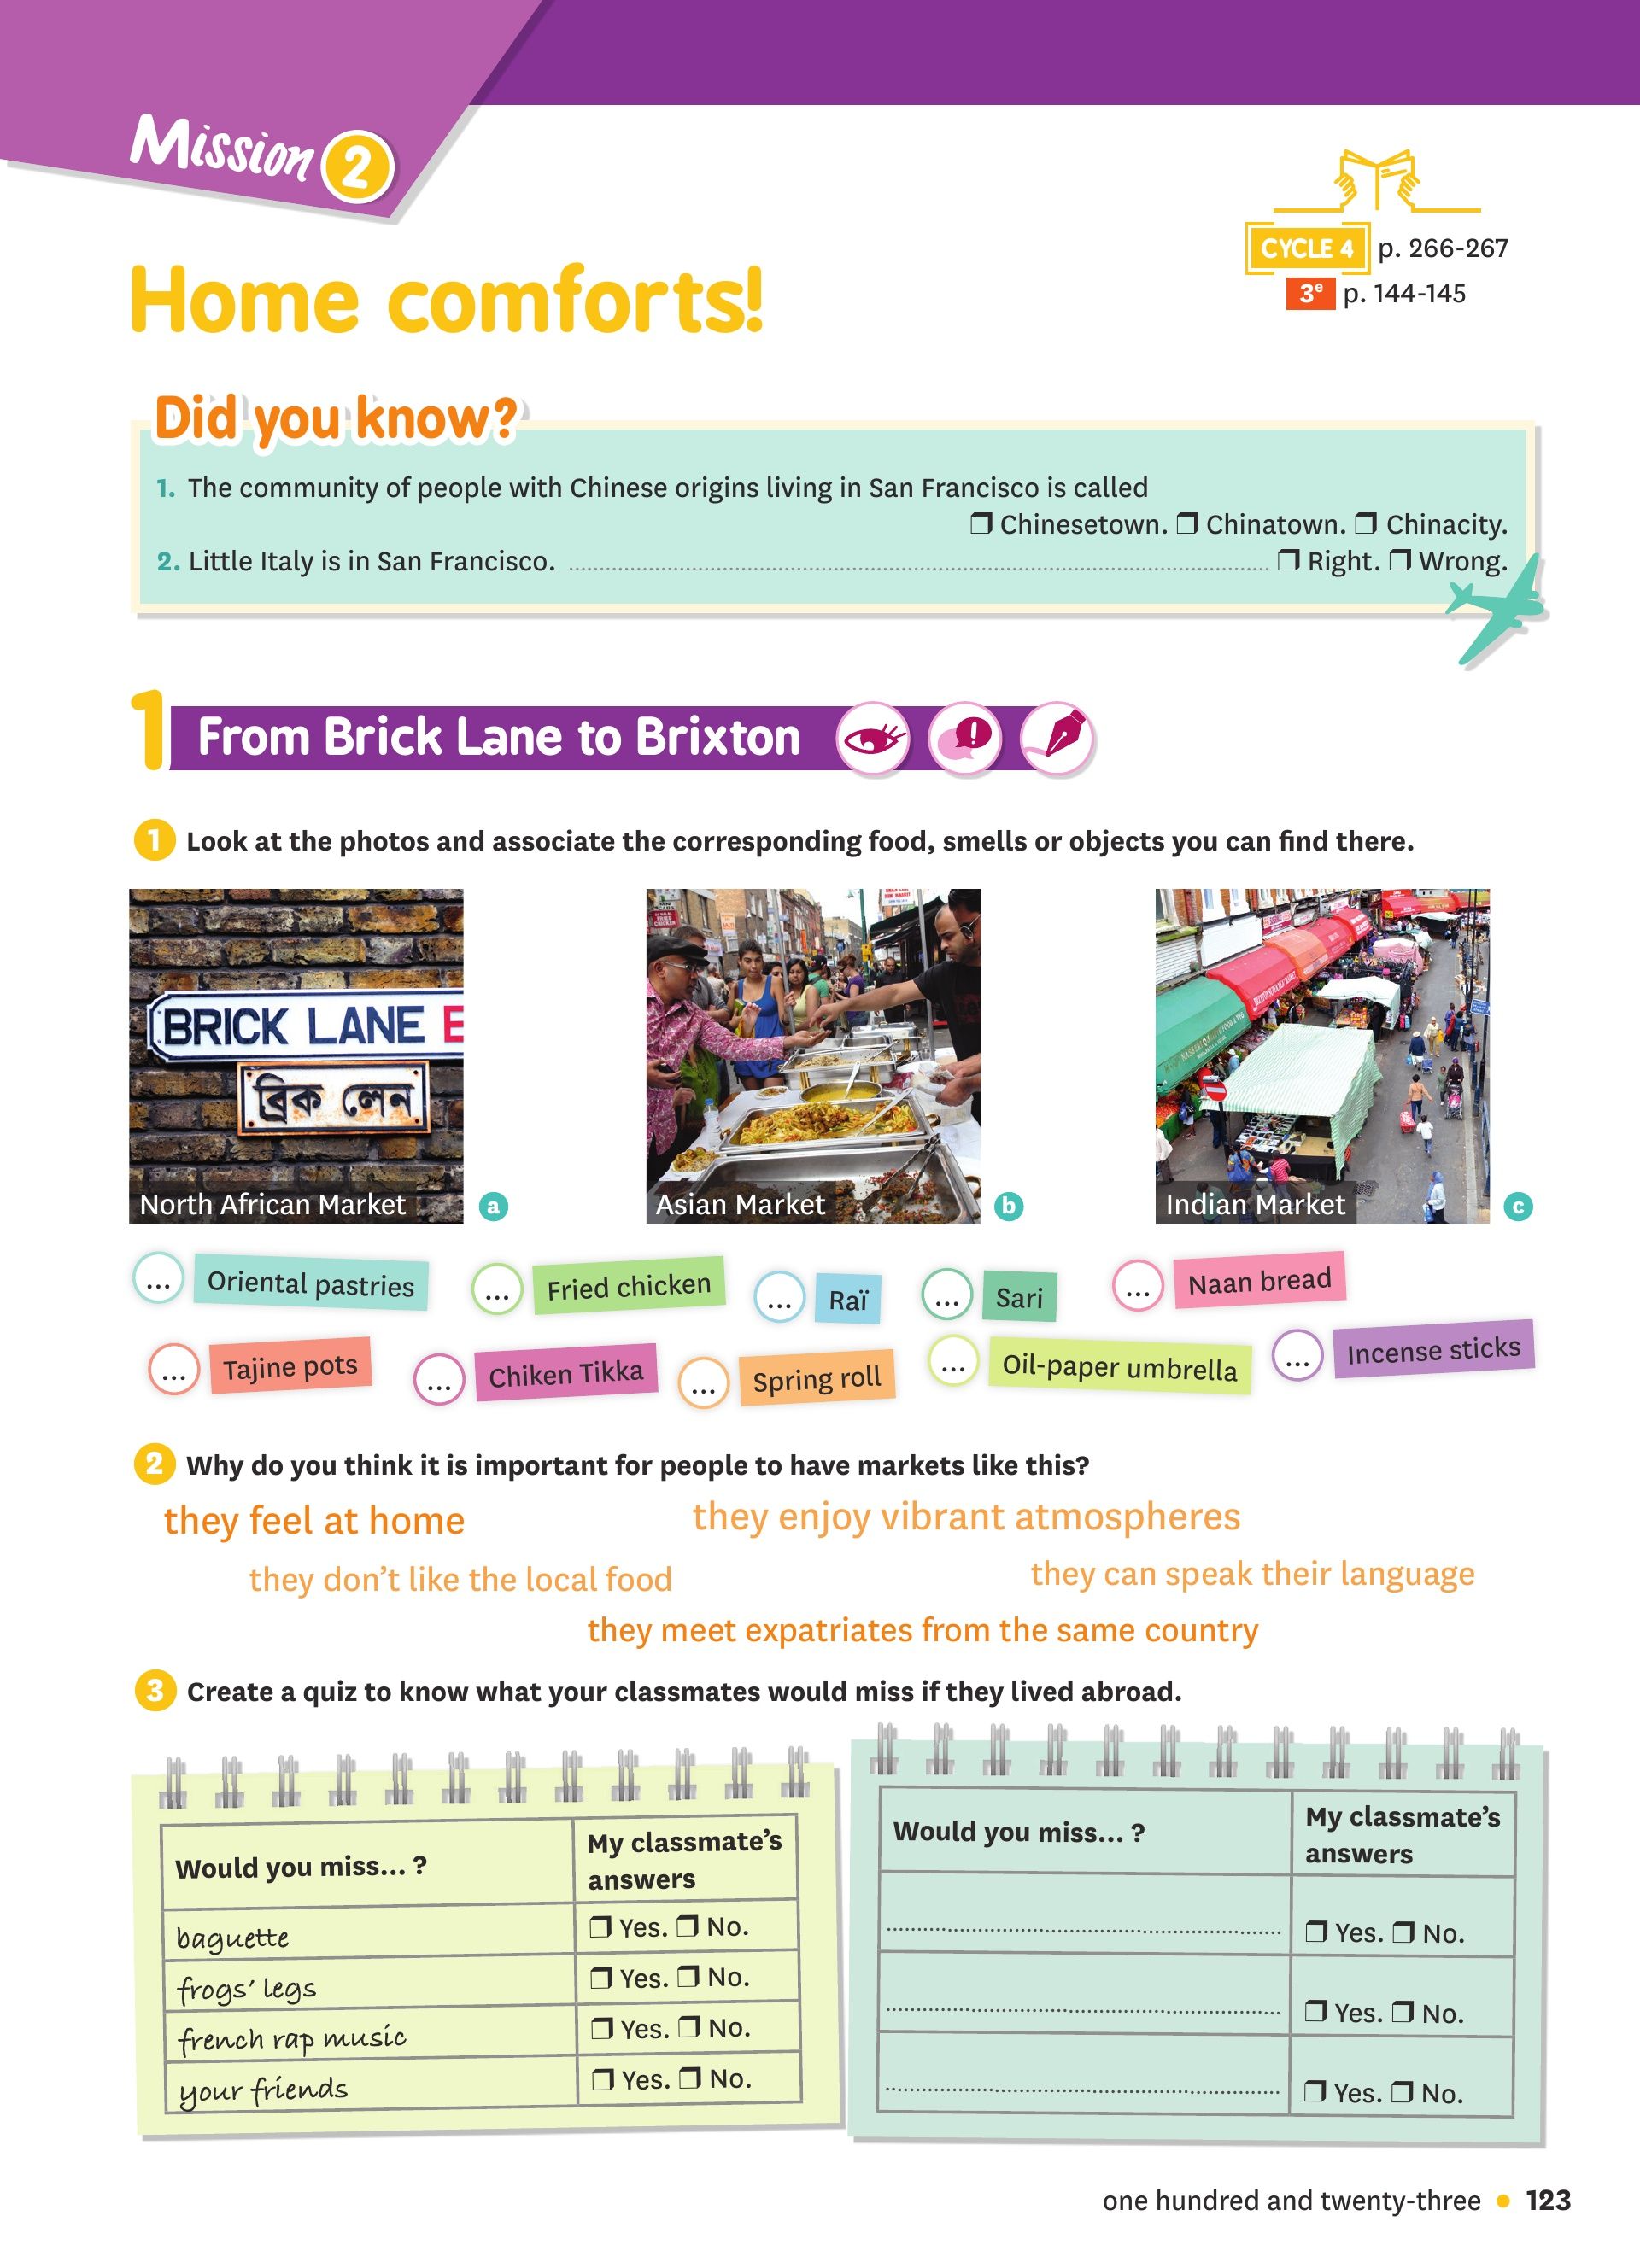 Mission 2
CYCLE 4 p. 266-267
3e p. 144-145
Home comforts!
Did you know?
1. The community of people with Chinese origins living in San Francisco is called
❒ Chinesetown. ❒ Chinatown. ❒ Chinacity.
2. Little Italy is in San Francisco. ❒ Right. ❒ Wrong.
1 From Brick Lane to Brixton
1 Look at the photos and associate the corresponding food, smells or objects you can find there.
BRICK LANE E
ব্রিক লেন
North African Market a
Asian Market b
Indian Market c
... Oriental pastries ... Fried chicken ... Raï ... Sari ... Naan bread
... Tajine pots ... Chiken Tikka ... Spring roll ... Oil-paper umbrella ... Incense sticks
2 Why do you think it is important for people to have markets like this?
they feel at home they enjoy vibrant atmospheres
they don't like the local food they can speak their language
they meet expatriates from the same country
3 Create a quiz to know what your classmates would miss if they lived abroad.
Would you miss... ? My classmate's
answers
baguette ❒ Yes. ❒ No.
frogs' legs ❒ Yes. ❒ No.
french rap music ❒ Yes. ❒ No.
your friends ❒ Yes. ❒ No.
Would you miss... ? My classmate's
answers
❒ Yes. ❒ No.
❒ Yes. ❒ No.
❒ Yes. ❒ No.
one hundred and twenty-three • 123